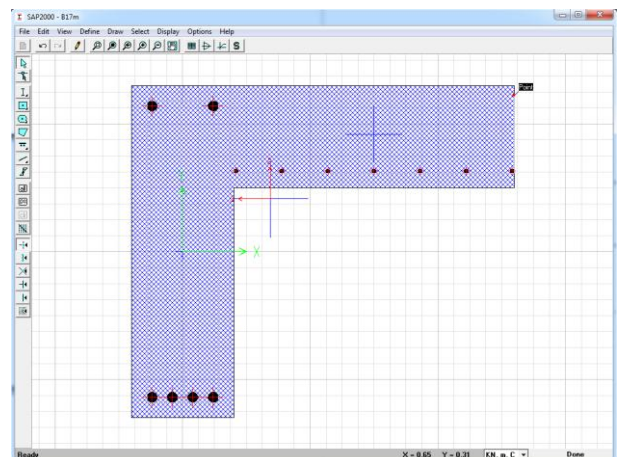 SAP2000 - B17m
File Edit View Define Draw Select Display Options Help
Point
X
Ready
X = 0.65 Y = 0.31 KN, m, C Done